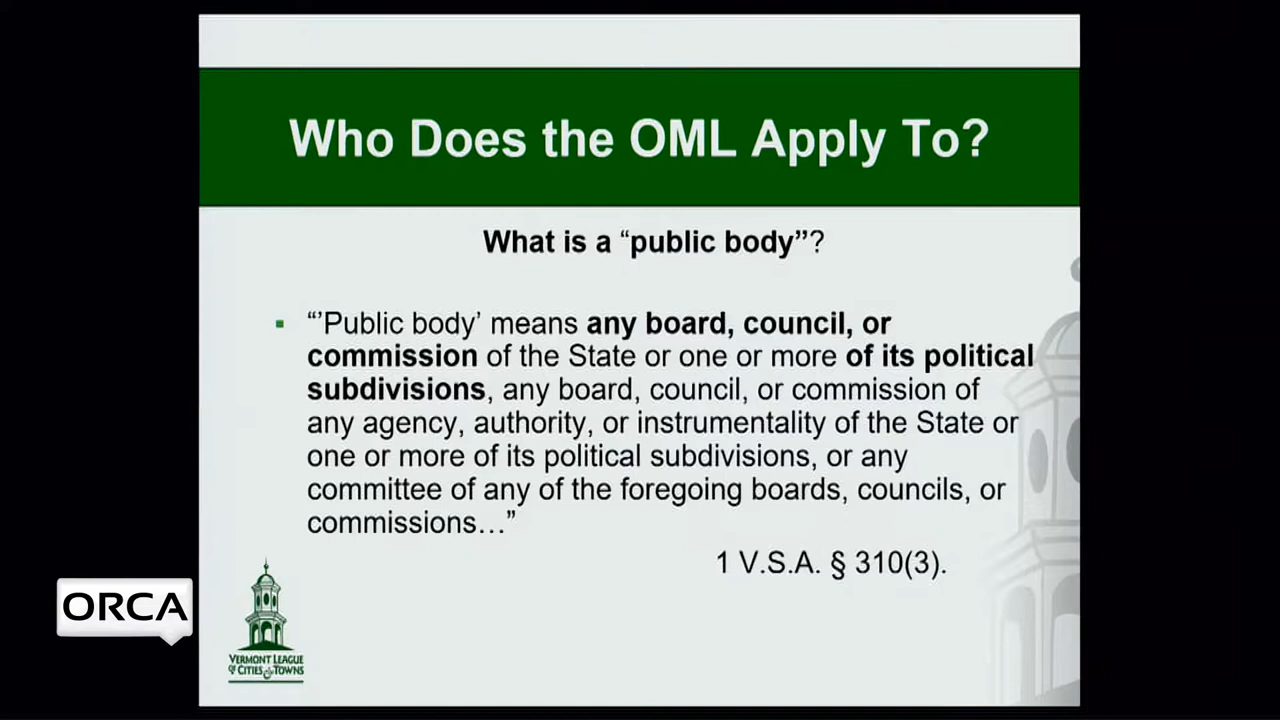 Who Does the OML Apply To?
What is a “public body”?
▪ “’Public body’ means any board, council, or
commission of the State or one or more of its political
subdivisions, any board, council, or commission of
any agency, authority, or instrumentality of the State or
one or more of its political subdivisions, or any
committee of any of the foregoing boards, councils, or
commissions…”
1 V.S.A. § 310(3).
ORCA
VERMONT LEAGUE
OF CITIES & TOWNS